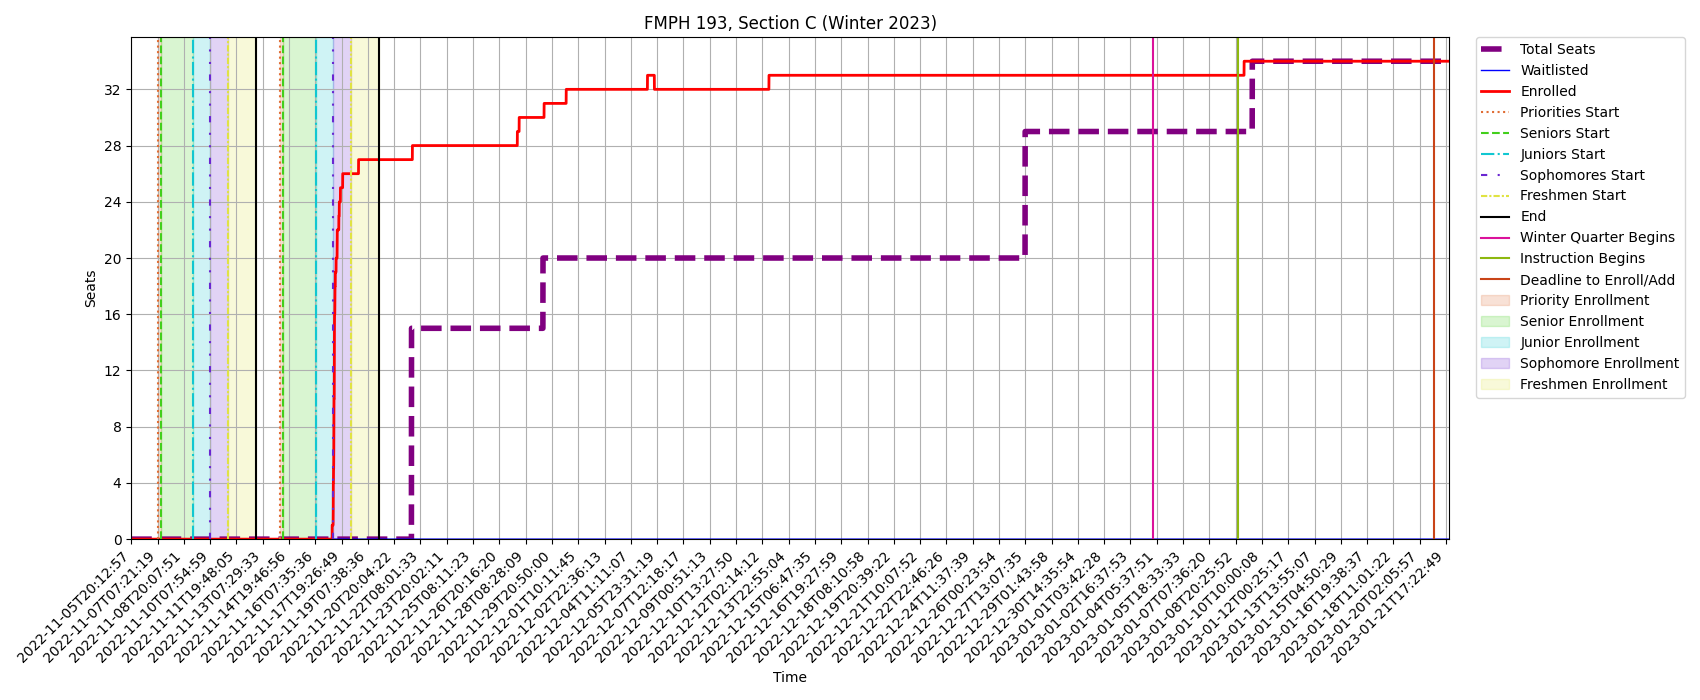 FMPH 193, Section C (Winter 2023)
Seats
32
28
24
20
16
12
8
4
0
2022-11-05T20:12:57
2022-11-07T07:21:19
2022-11-08T20:07:51
2022-11-10T07:54:59
2022-11-11T19:48:05
2022-11-13T07:29:33
2022-11-14T19:46:56
2022-11-16T07:35:36
2022-11-17T19:26:49
2022-11-19T07:38:36
2022-11-20T20:04:22
2022-11-22T08:01:33
2022-11-23T20:02:11
2022-11-25T08:11:23
2022-11-26T20:16:20
2022-11-28T08:28:09
2022-11-29T20:50:00
2022-12-01T10:11:45
2022-12-02T22:36:13
2022-12-04T11:11:07
2022-12-05T23:31:19
2022-12-07T12:18:17
2022-12-09T00:51:13
2022-12-10T13:27:50
2022-12-12T02:14:12
2022-12-13T22:55:04
2022-12-15T06:47:35
2022-12-16T19:27:59
2022-12-18T08:10:58
2022-12-19T20:39:22
2022-12-21T10:07:52
2022-12-22T22:46:26
2022-12-24T11:37:39
2022-12-26T00:23:54
2022-12-27T13:07:35
2022-12-29T01:43:58
2022-12-30T14:35:54
2023-01-01T03:42:28
2023-01-02T16:37:53
2023-01-04T05:37:51
2023-01-05T18:33:33
2023-01-07T07:36:20
2023-01-08T20:25:52
2023-01-10T10:00:08
2023-01-12T00:25:17
2023-01-13T13:55:07
2023-01-15T04:50:29
2023-01-16T19:38:37
2023-01-18T11:01:22
2023-01-20T02:05:57
2023-01-21T17:22:49
Time
Total Seats
Waitlisted
Enrolled
Priorities Start
Seniors Start
Juniors Start
Sophomores Start
Freshmen Start
End
Winter Quarter Begins
Instruction Begins
Deadline to Enroll/Add
Priority Enrollment
Senior Enrollment
Junior Enrollment
Sophomore Enrollment
Freshmen Enrollment